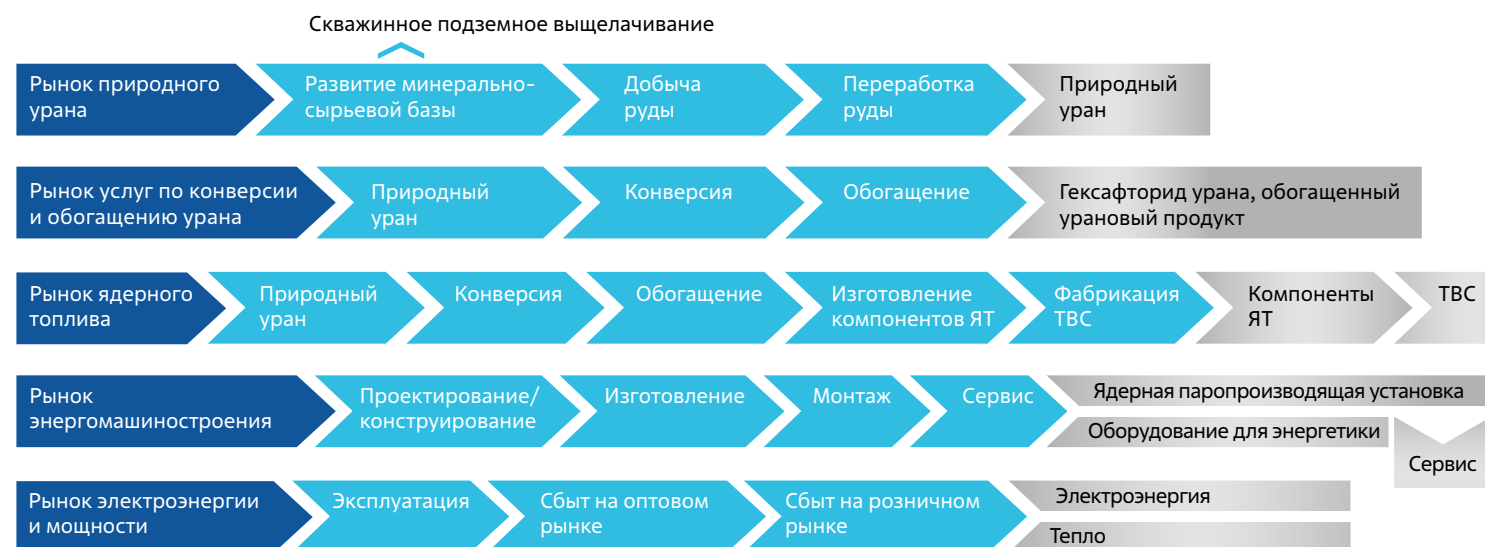 Скважинное подземное выщелачивание
Рынок природного
урана
Развитие минерально-
сырьевой базы
Добыча
руды
Переработка
руды
Природный
уран
Рынок услуг по конверсии
и обогащению урана
Природный
уран
Конверсия
Обогащение
Гексафторид урана, обогащенный
урановый продукт
Рынок ядерного
топлива
Природный
уран
Конверсия
Обогащение
Изготовление
компонентов ЯТ
Фабрикация
ТВС
Компоненты
ЯТ
ТВС
Рынок
энергомашиностроения
Проектирование/
конструирование
Изготовление
Монтаж
Сервис
Ядерная паропроизводящая установка
Оборудование для энергетики
Сервис
Рынок электроэнергии
и мощности
Эксплуатация
Сбыт на оптовом
рынке
Сбыт на розничном
рынке
Электроэнергия
Тепло